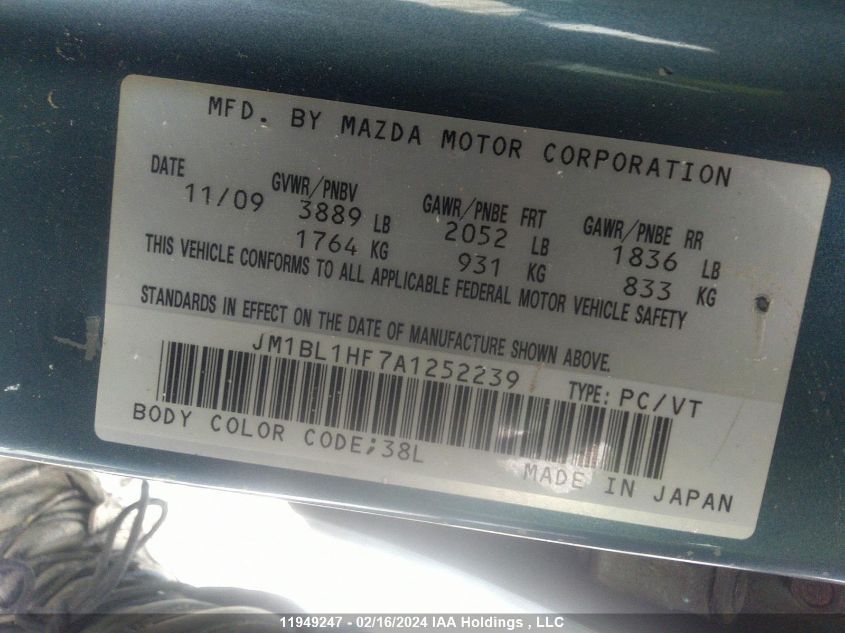 MFD. BY MAZDA MOTOR CORPORATION
DATE GVWR/PNBV GAWR/PNBE FRT GAWR/PNBE RR
11/09 3889 LB 2052 LB 1836 LB
1764 KG 931 KG 833 KG
THIS VEHICLE CONFORMS TO ALL APPLICABLE FEDERAL MOTOR VEHICLE SAFETY
STANDARDS IN EFFECT ON THE DATE OF MANUFACTURE SHOWN ABOVE.
JM1BL1HF7A1252239 TYPE: PC/VT
BODY COLOR CODE;38L
MADE IN JAPAN
11949247 - 02/16/2024 IAA Holdings , LLC